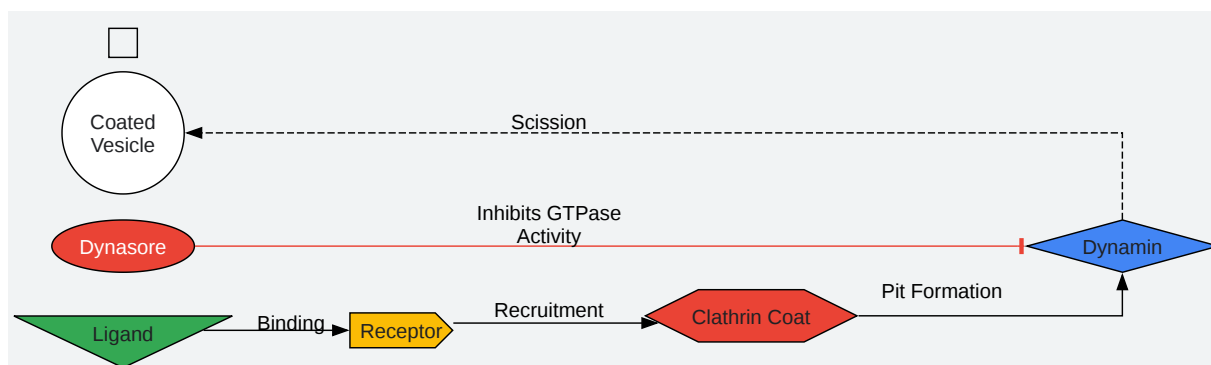 Coated
Vesicle
Scission
Inhibits GTPase
Activity
Dynasore
Dynamin
Pit Formation
Ligand
Binding
Receptor
Recruitment
Clathrin Coat